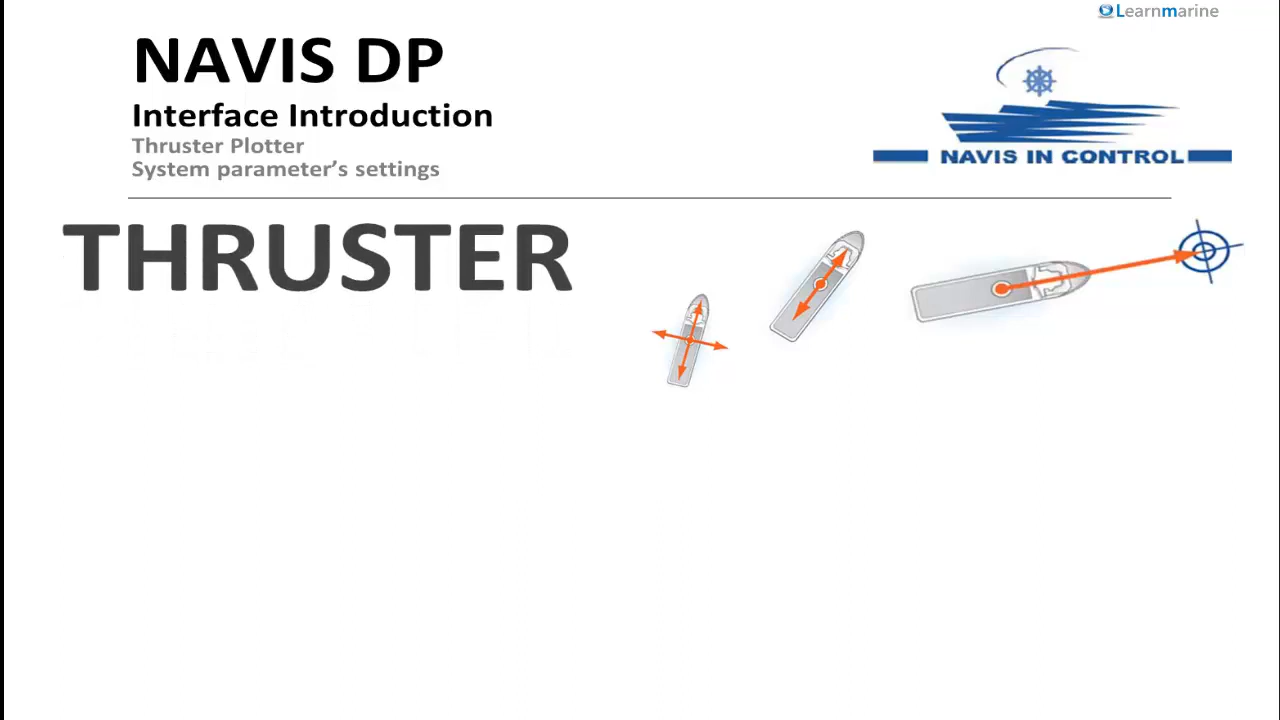 Learnmarine
NAVIS DP
Interface Introduction
Thruster Plotter
System parameter’s settings
NAVIS IN CONTROL
THRUSTER